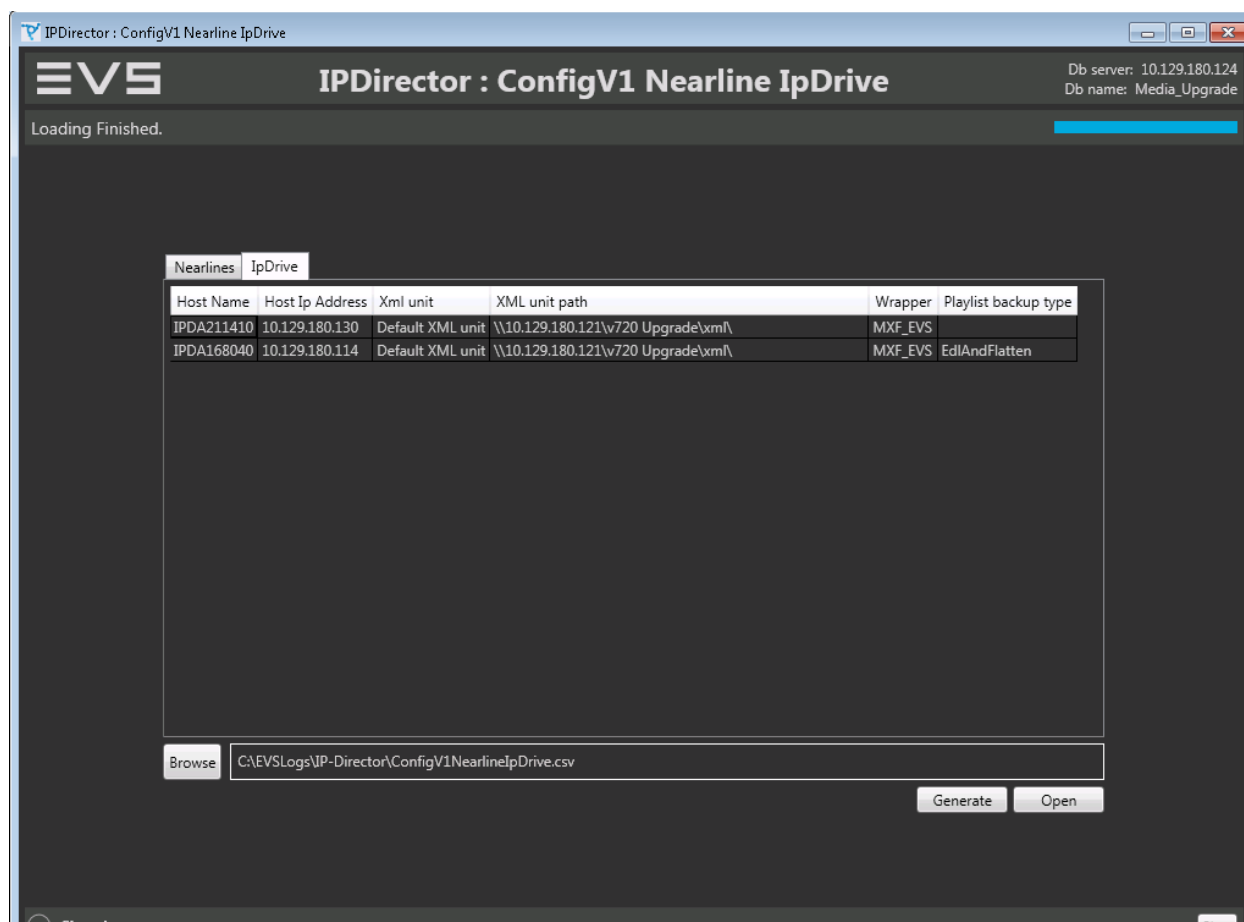 IPDirector : ConfigV1 Nearline IpDrive
EVS
IPDirector : ConfigV1 Nearline IpDrive
Db server: 10.129.180.124
Db name: Media_Upgrade
Loading Finished.
Nearlines IpDrive
Host Name Host Ip Address Xml unit XML unit path Wrapper Playlist backup type
IPDA211410 10.129.180.130 Default XML unit \\10.129.180.121\v720 Upgrade\xml\ MXF_EVS
IPDA168040 10.129.180.114 Default XML unit \\10.129.180.121\v720 Upgrade\xml\ MXF_EVS EdlAndFlatten
Browse C:\EVSLogs\IP-Director\ConfigV1NearlineIpDrive.csv
Generate Open